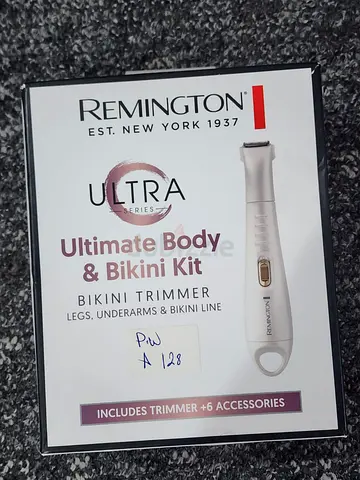 REMINGTON®
EST. NEW YORK 1937
ULTRA
SERIES
Ultimate Body
& Bikini Kit
BIKINI TRIMMER
LEGS, UNDERARMS & BIKINI LINE
A 128
INCLUDES TRIMMER +6 ACCESSORIES
REMINGTON
dubizzle